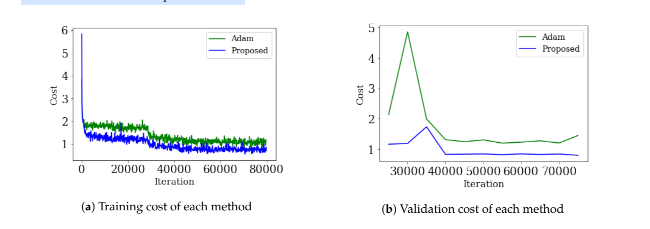 6
5
4
3
2
1
Cost
0 20000 40000 60000 80000
Iteration
Adam
Proposed
(a) Training cost of each method
5
4
3
2
1
Cost
30000 40000 50000 60000 70000
Iteration
Adam
Proposed
(b) Validation cost of each method